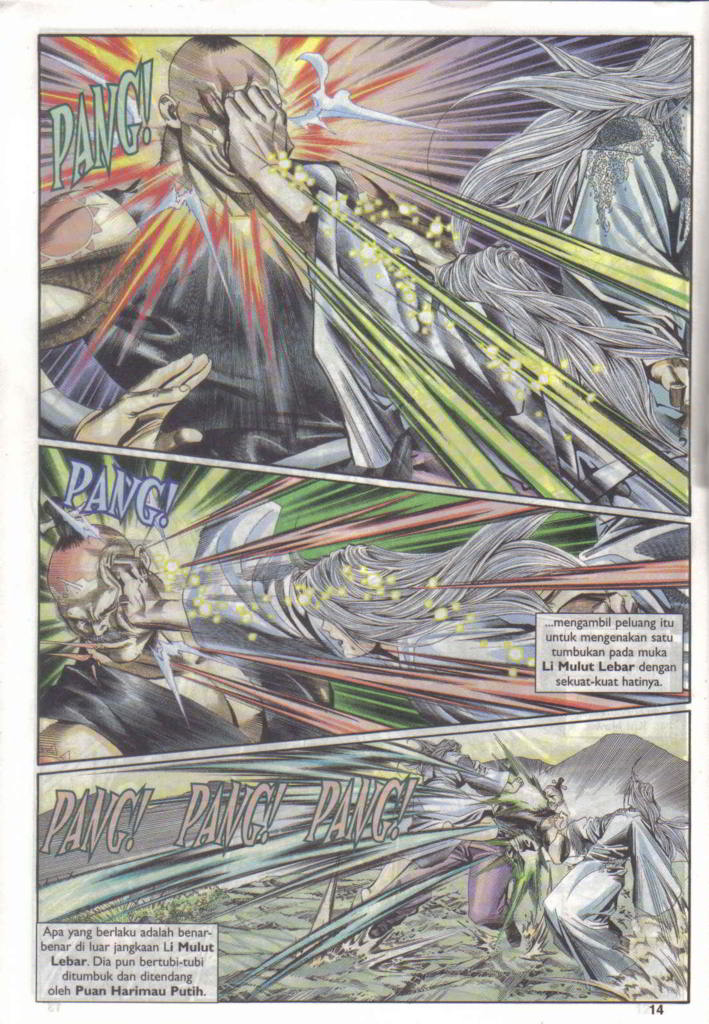 PANG!
PANG!
...mengambil peluang itu
untuk mengenakan satu
tumbukan pada muka
Li Mulut Lebar dengan
sekuat-kuat hatinya.
PANG! PANG! PANG!
Apa yang berlaku adalah benar-
benar di luar jangkaan Li Mulut
Lebar. Dia pun bertubi-tubi
ditumbuk dan ditendang
oleh Puan Harimau Putih.
14